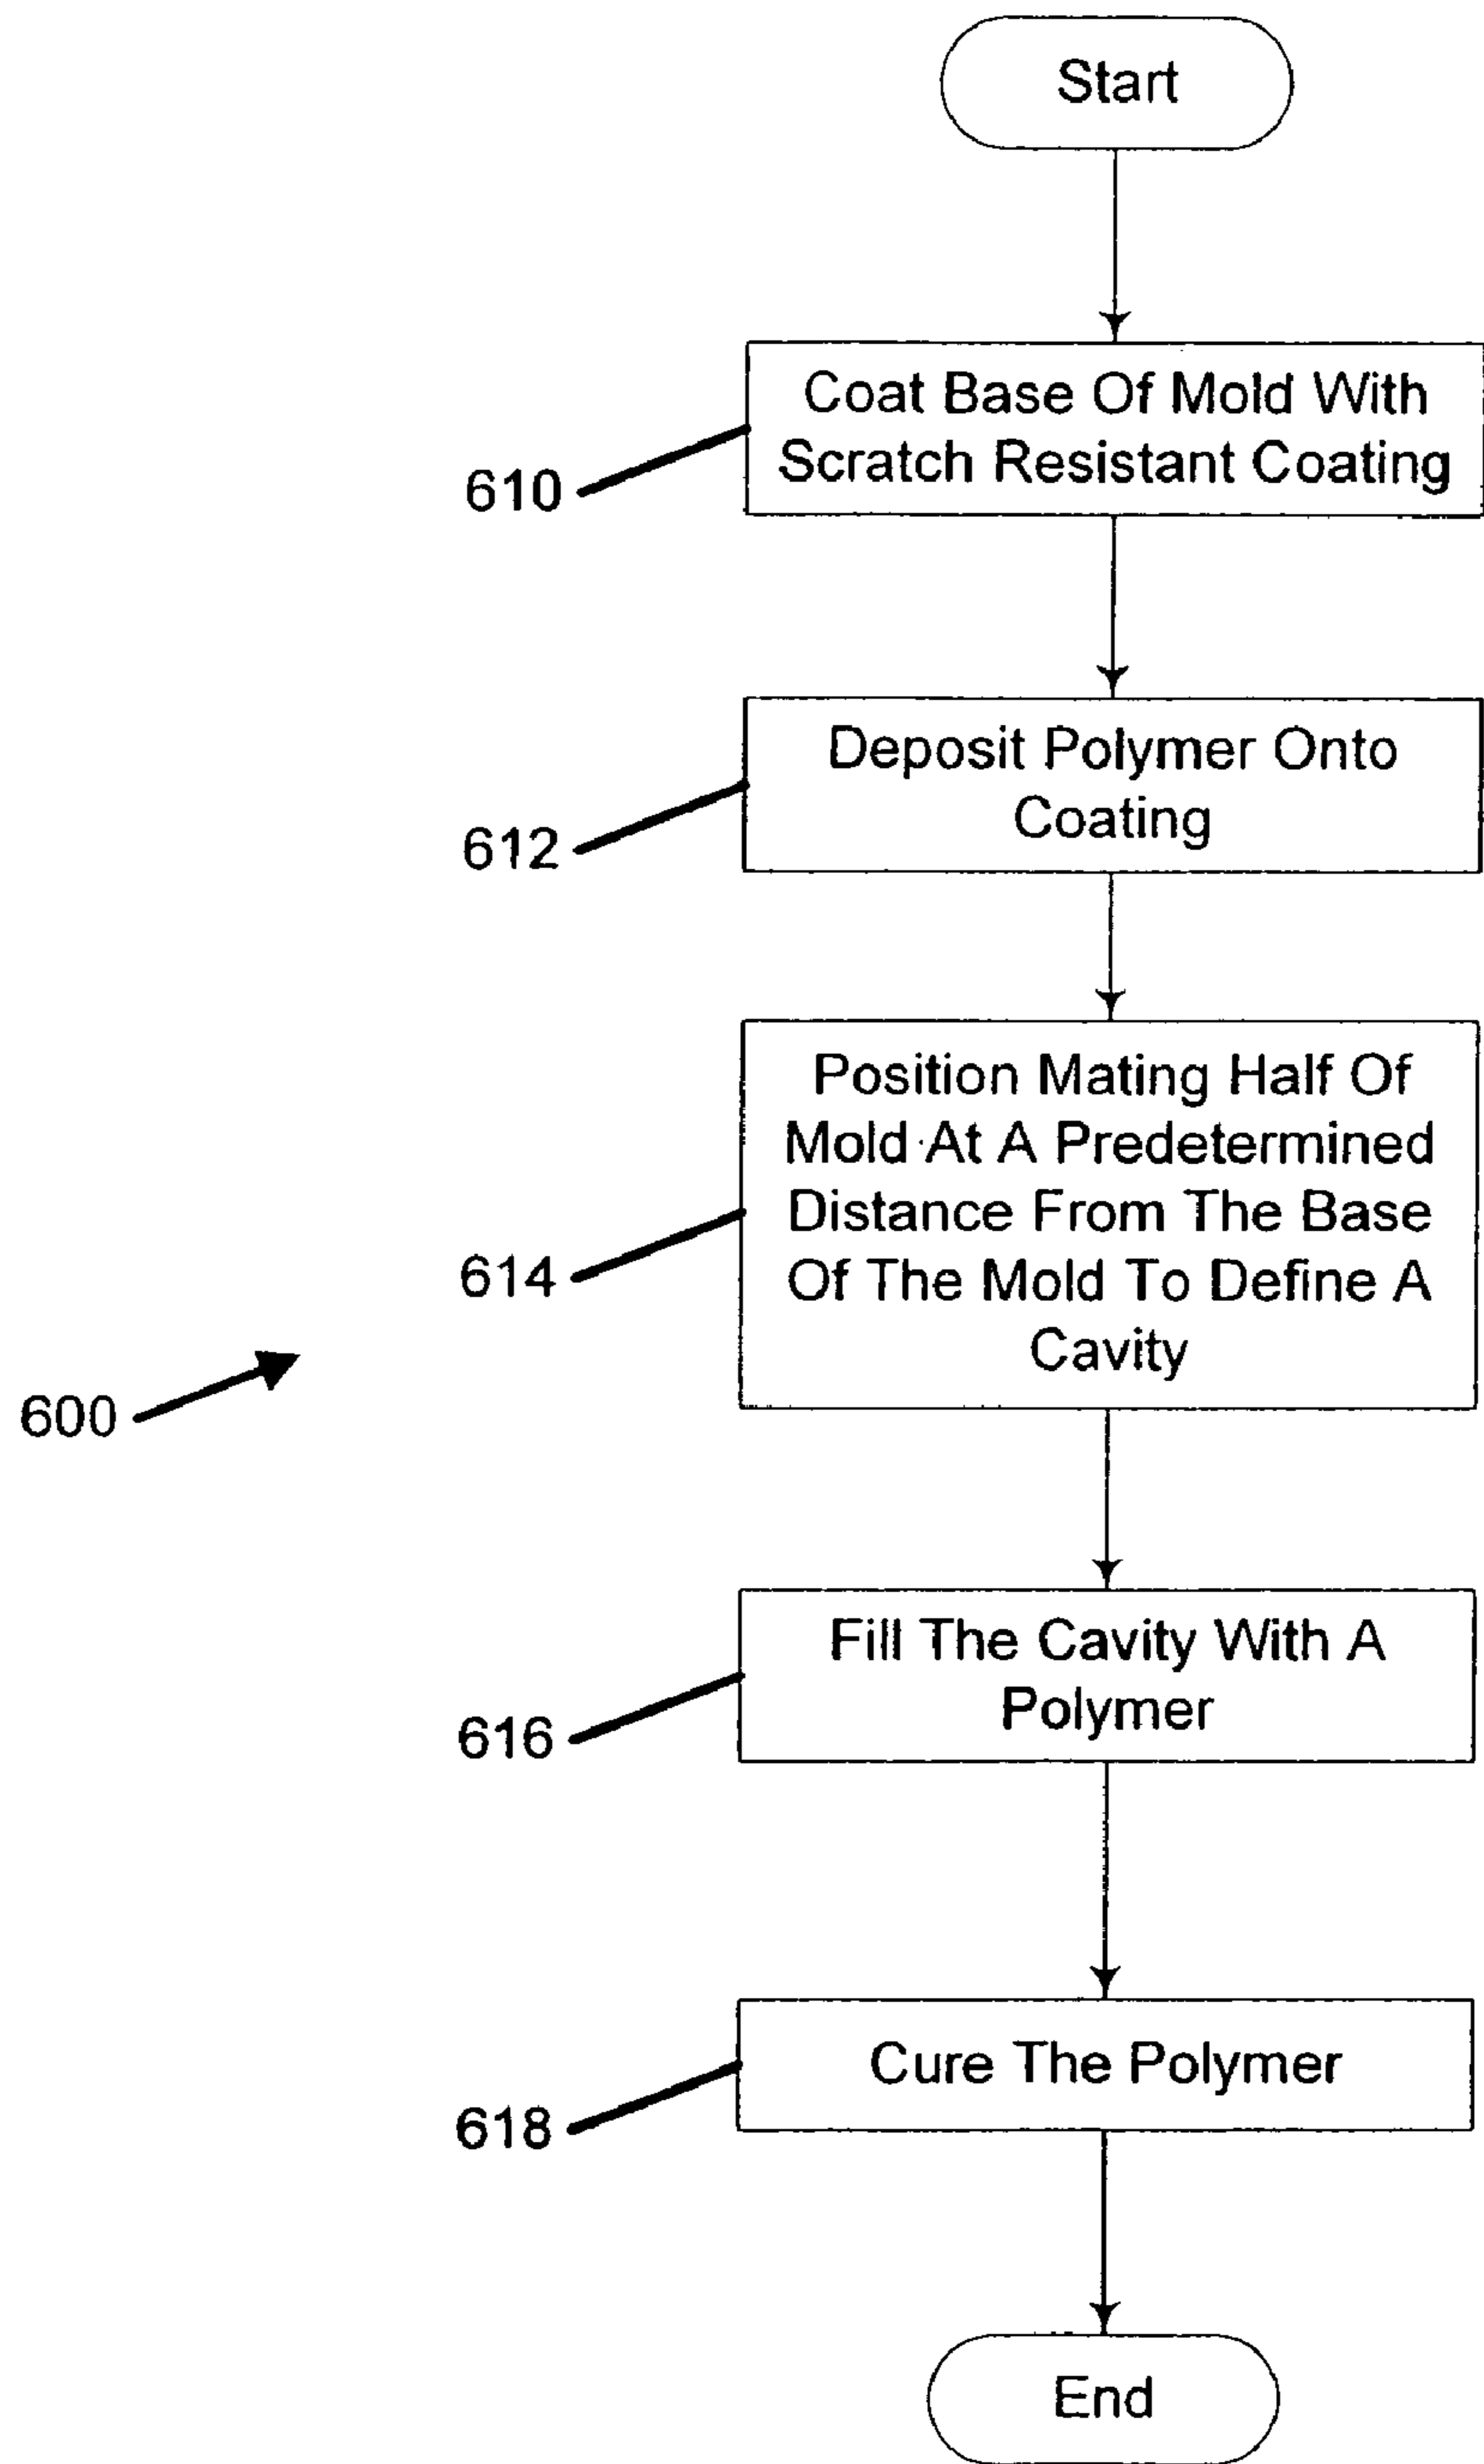 Start
Coat Base Of Mold With
Scratch Resistant Coating
610
Deposit Polymer Onto
Coating
612
Position Mating Half Of
Mold At A Predetermined
Distance From The Base
Of The Mold To Define A
Cavity
614
600
Fill The Cavity With A
Polymer
616
Cure The Polymer
618
End